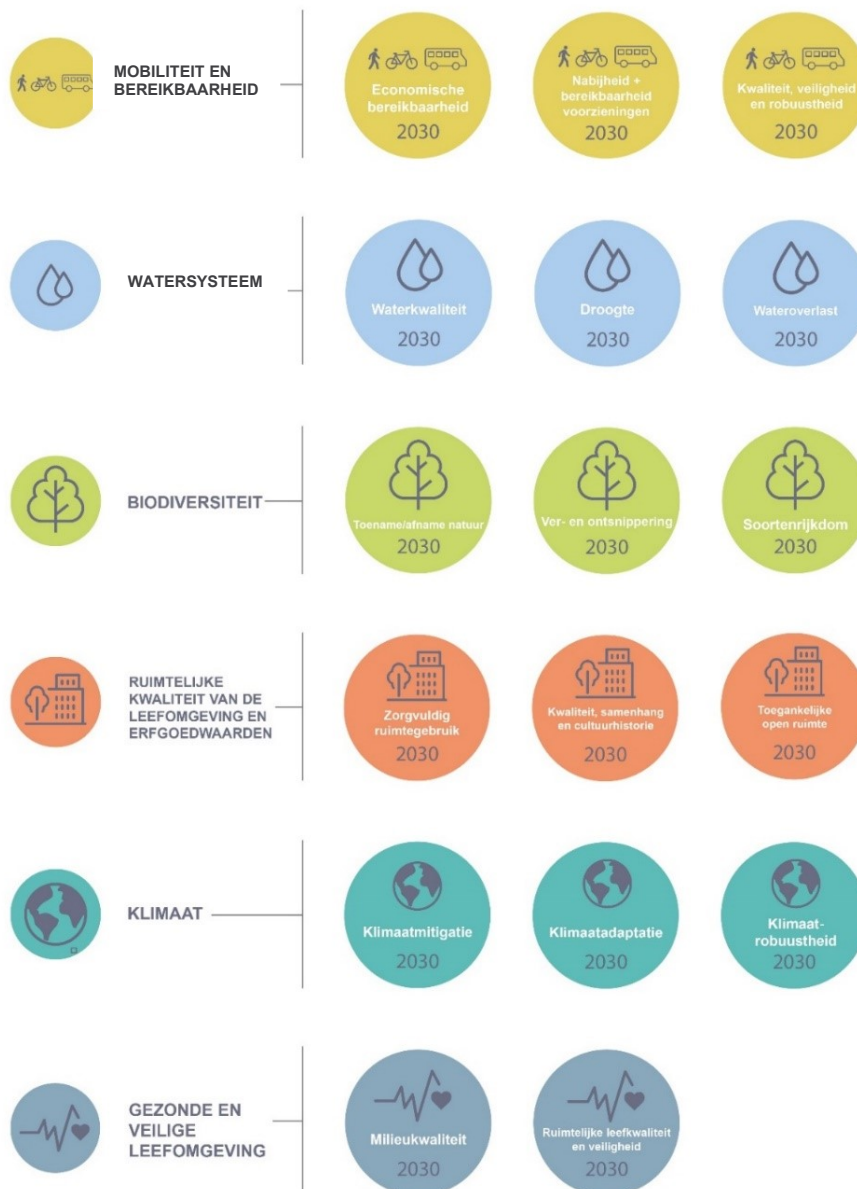 MOBILITEIT EN
BEREIKBAARHEID
Economische
bereikbaarheid
2030
Nabijheid +
bereikbaarheid
voorzieningen
2030
Kwaliteit, veiligheid
en robuustheid
2030
WATERSYSTEEM
Waterkwaliteit
2030
Droogte
2030
Wateroverlast
2030
BIODIVERSITEIT
Toename/afname natuur
2030
Ver- en ontsnippering
2030
Soortenrijkdom
2030
RUIMTELIJKE
KWALITEIT VAN DE
LEEFOMGEVING EN
ERFGOEDWAARDEN
Zorgvuldig
ruimtegebruik
2030
Kwaliteit, samenhang
en cultuurhistorie
2030
Toegankelijke
open ruimte
2030
KLIMAAT
Klimaatmitigatie
2030
Klimaatadaptatie
2030
Klimaat-
robuustheid
2030
GEZONDE EN
VEILIGE
LEEFOMGEVING
Milieukwaliteit
2030
Ruimtelijke leefkwaliteit
en veiligheid
2030